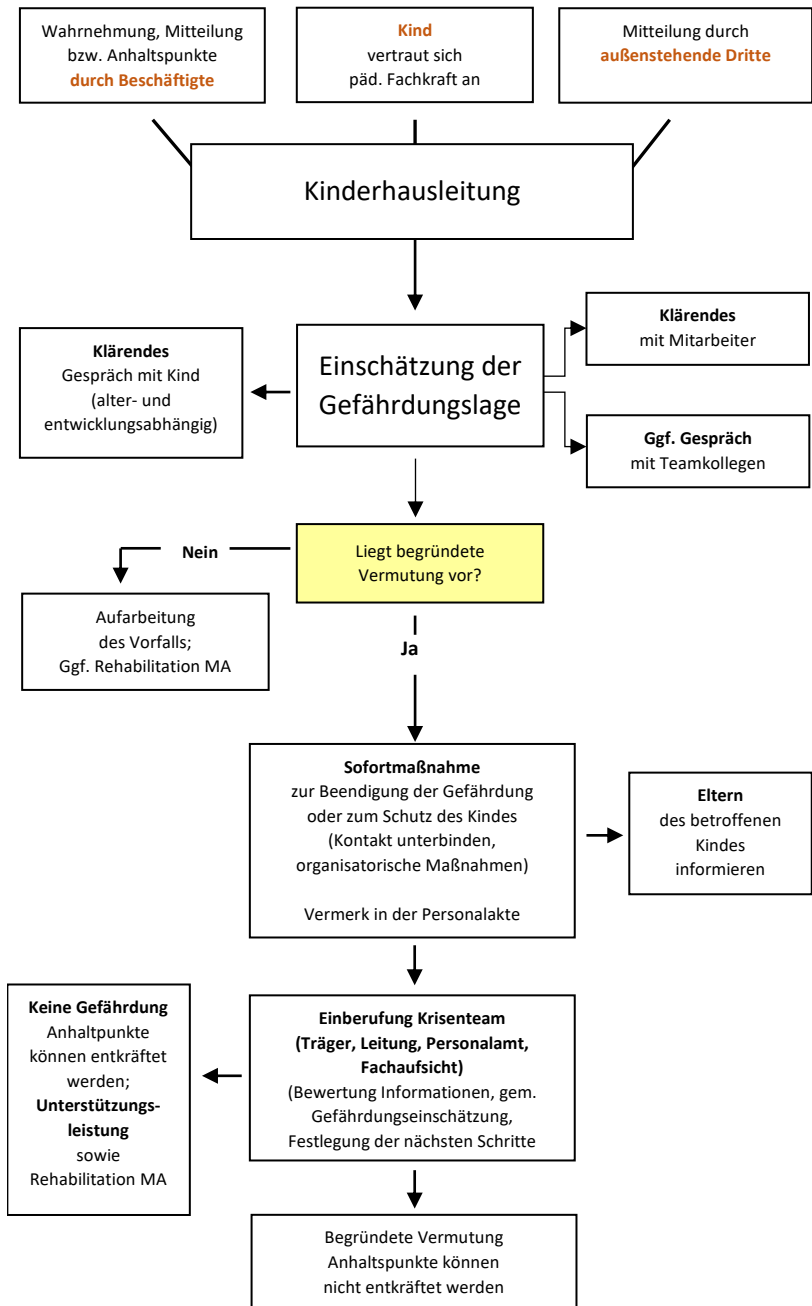 Wahrnehmung, Mitteilung
bzw. Anhaltspunkte
durch Beschäftigte
Kind
vertraut sich
päd. Fachkraft an
Mitteilung durch
außenstehende Dritte
Kinderhausleitung
Klärendes
Gespräch mit Kind
(alter- und
entwicklungsabhängig)
Einschätzung der
Gefährdungslage
Klärendes
mit Mitarbeiter
Ggf. Gespräch
mit Teamkollegen
Nein
Liegt begründete
Vermutung vor?
Aufarbeitung
des Vorfalls;
Ggf. Rehabilitation MA
Ja
Sofortmaßnahme
zur Beendigung der Gefährdung
oder zum Schutz des Kindes
(Kontakt unterbinden,
organisatorische Maßnahmen)
Vermerk in der Personalakte
Eltern
des betroffenen
Kindes
informieren
Keine Gefährdung
Anhaltpunkte
können entkräftet
werden;
Unterstützungs-
leistung
sowie
Rehabilitation MA
Einberufung Krisenteam
(Träger, Leitung, Personalamt,
Fachaufsicht)
(Bewertung Informationen, gem.
Gefährdungseinschätzung,
Festlegung der nächsten Schritte
Begründete Vermutung
Anhaltspunkte können
nicht entkräftet werden